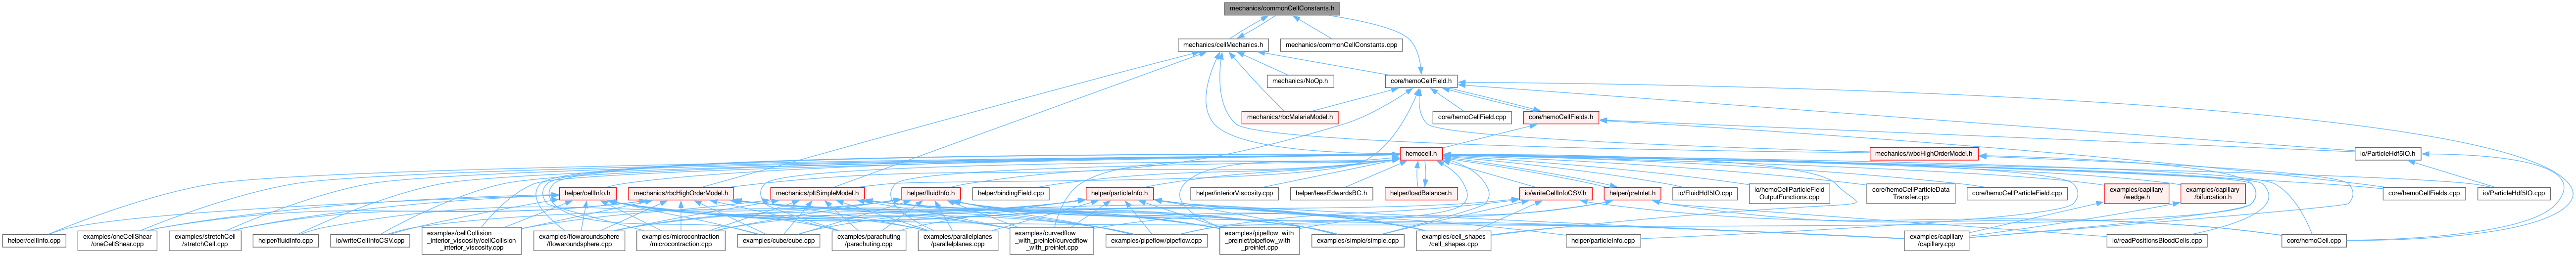 mechanics/commonCellConstants.h
mechanics/cellMechanics.h
mechanics/commonCellConstants.cpp
mechanics/NoOp.h
core/hemoCellField.h
mechanics/rbcMalariaModel.h
core/hemoCellField.cpp
core/hemoCellFields.h
hemocell.h
mechanics/wbcHighOrderModel.h
io/ParticleHdf5IO.h
helper/cellInfo.h
mechanics/rbcHighOrderModel.h
mechanics/pltSimpleModel.h
helper/fluidInfo.h
helper/bindingField.cpp
helper/particleInfo.h
helper/interiorViscosity.cpp
helper/leesEdwardsBC.h
helper/loadBalancer.h
io/writeCellInfoCSV.h
helper/preInlet.h
io/FluidHdf5IO.cpp
io/hemoCellParticleField
OutputFunctions.cpp
core/hemoCellParticleData
Transfer.cpp
core/hemoCellParticleField.cpp
examples/capillary
/wedge.h
examples/capillary
/bifurcation.h
core/hemoCellFields.cpp
io/ParticleHdf5IO.cpp
helper/cellInfo.cpp
examples/oneCellShear
/oneCellShear.cpp
examples/stretchCell
/stretchCell.cpp
helper/fluidInfo.cpp
io/writeCellInfoCSV.cpp
examples/cellCollision
_interior_viscosity/cellCollision
_interior_viscosity.cpp
examples/flowaroundsphere
/flowaroundsphere.cpp
examples/microcontraction
/microcontraction.cpp
examples/cube/cube.cpp
examples/parachuting
/parachuting.cpp
examples/parallelplanes
/parallelplanes.cpp
examples/curvedflow
_with_preinlet/curvedflow
_with_preinlet.cpp
examples/pipeflow/pipeflow.cpp
examples/pipeflow_with
_preinlet/pipeflow_with
_preinlet.cpp
examples/simple/simple.cpp
examples/cell_shapes
/cell_shapes.cpp
helper/particleInfo.cpp
examples/capillary
/capillary.cpp
io/readPositionsBloodCells.cpp
core/hemoCell.cpp